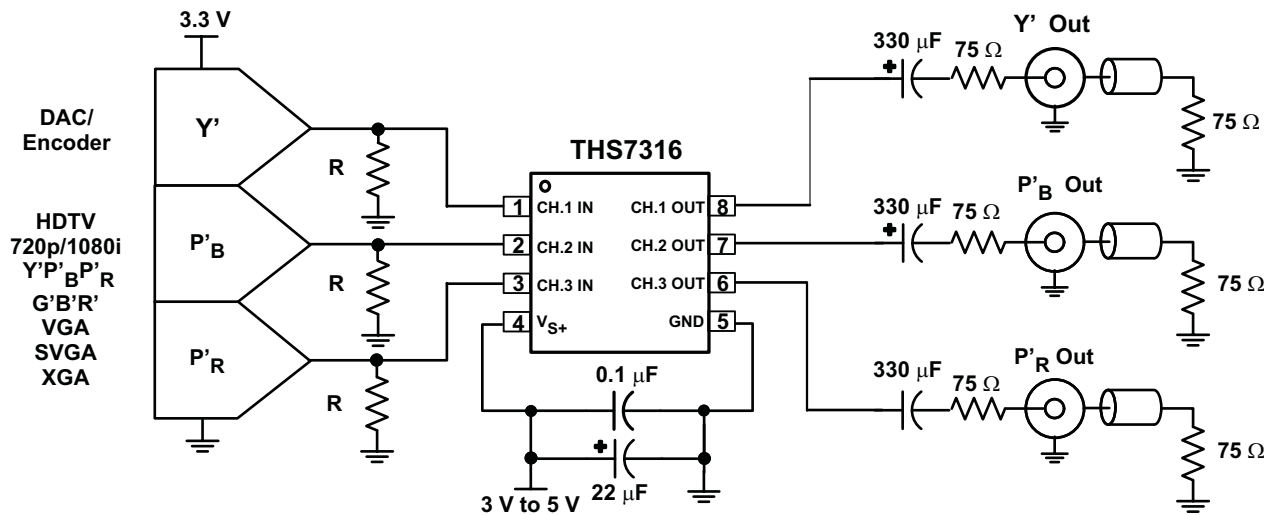 3.3 V
DAC/
Encoder
HDTV
720p/1080i
Y'P'BP'R
G'B'R'
VGA
SVGA
XGA
Y'
P'B
P'R
R
R
R
THS7316
1 CH.1 IN
2 CH.2 IN
3 CH.3 IN
4 VS+
CH.1 OUT 8
CH.2 OUT 7
CH.3 OUT 6
GND 5
0.1 μF
+
22 μF
3 V to 5 V
Y' Out
330 μF
+
75 Ω
75 Ω
P'B Out
330 μF
+
75 Ω
75 Ω
P'R Out
330 μF
+
75 Ω
75 Ω